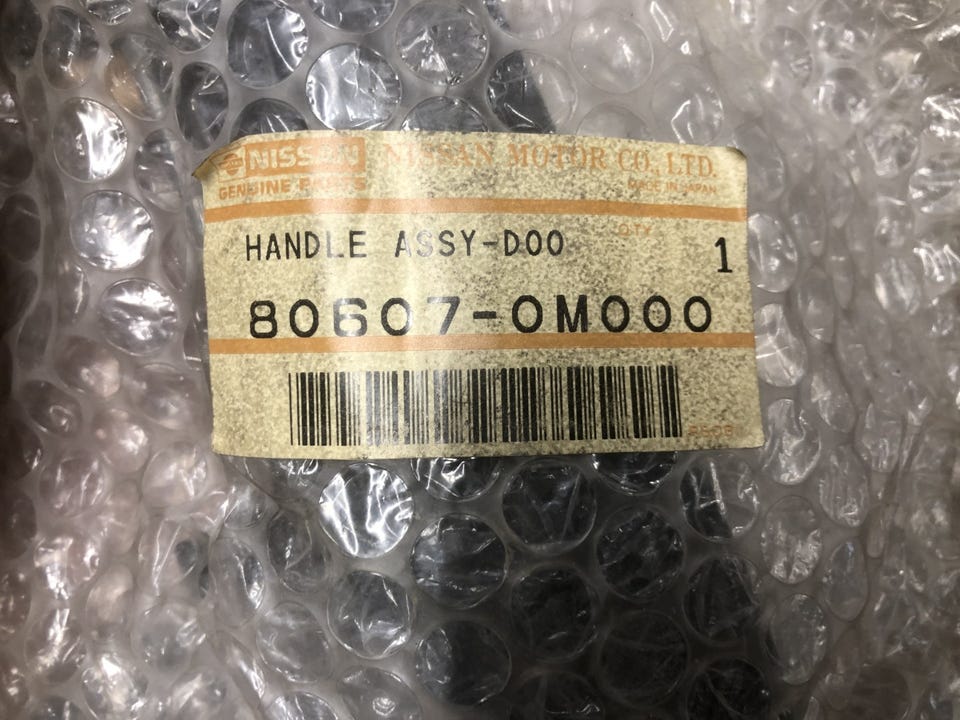 NISSAN NISSAN MOTOR CO., LTD.
GENUINE PARTS MADE IN JAPAN
QTY
HANDLE ASSY-DOO 1
80607-0M000